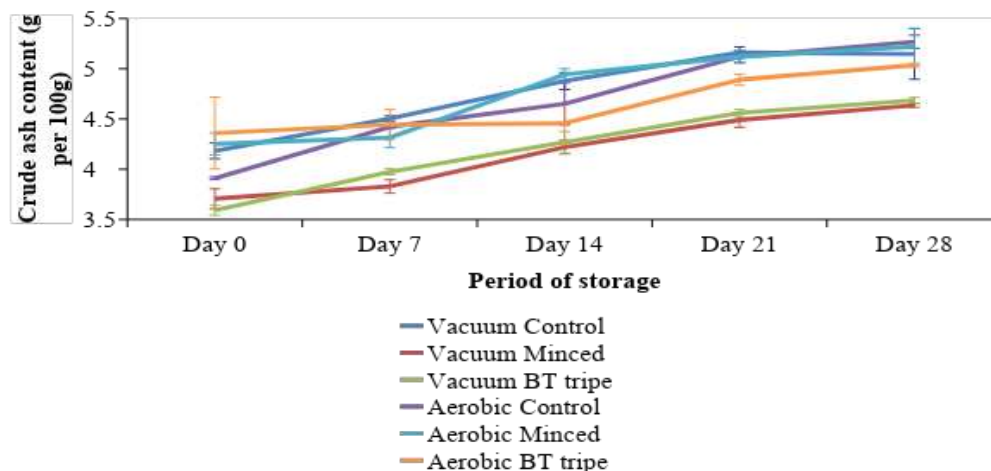 Crude ash content (g
per 100g)
5.5
5
4.5
4
3.5
Day 0 Day 7 Day 14 Day 21 Day 28
Period of storage
Vacuum Control
Vacuum Minced
Vacuum BT tripe
Aerobic Control
Aerobic Minced
Aerobic BT tripe